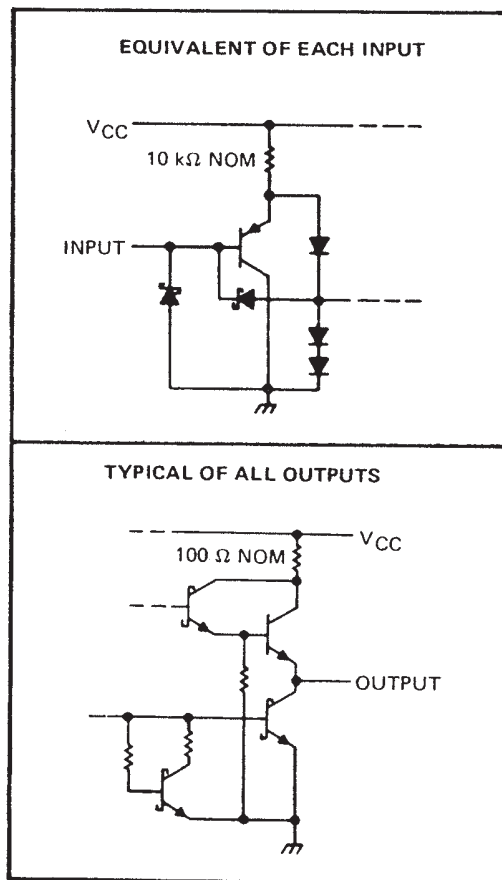 EQUIVALENT OF EACH INPUT
VCC
10 kΩ NOM
INPUT
TYPICAL OF ALL OUTPUTS
VCC
100 Ω NOM
OUTPUT